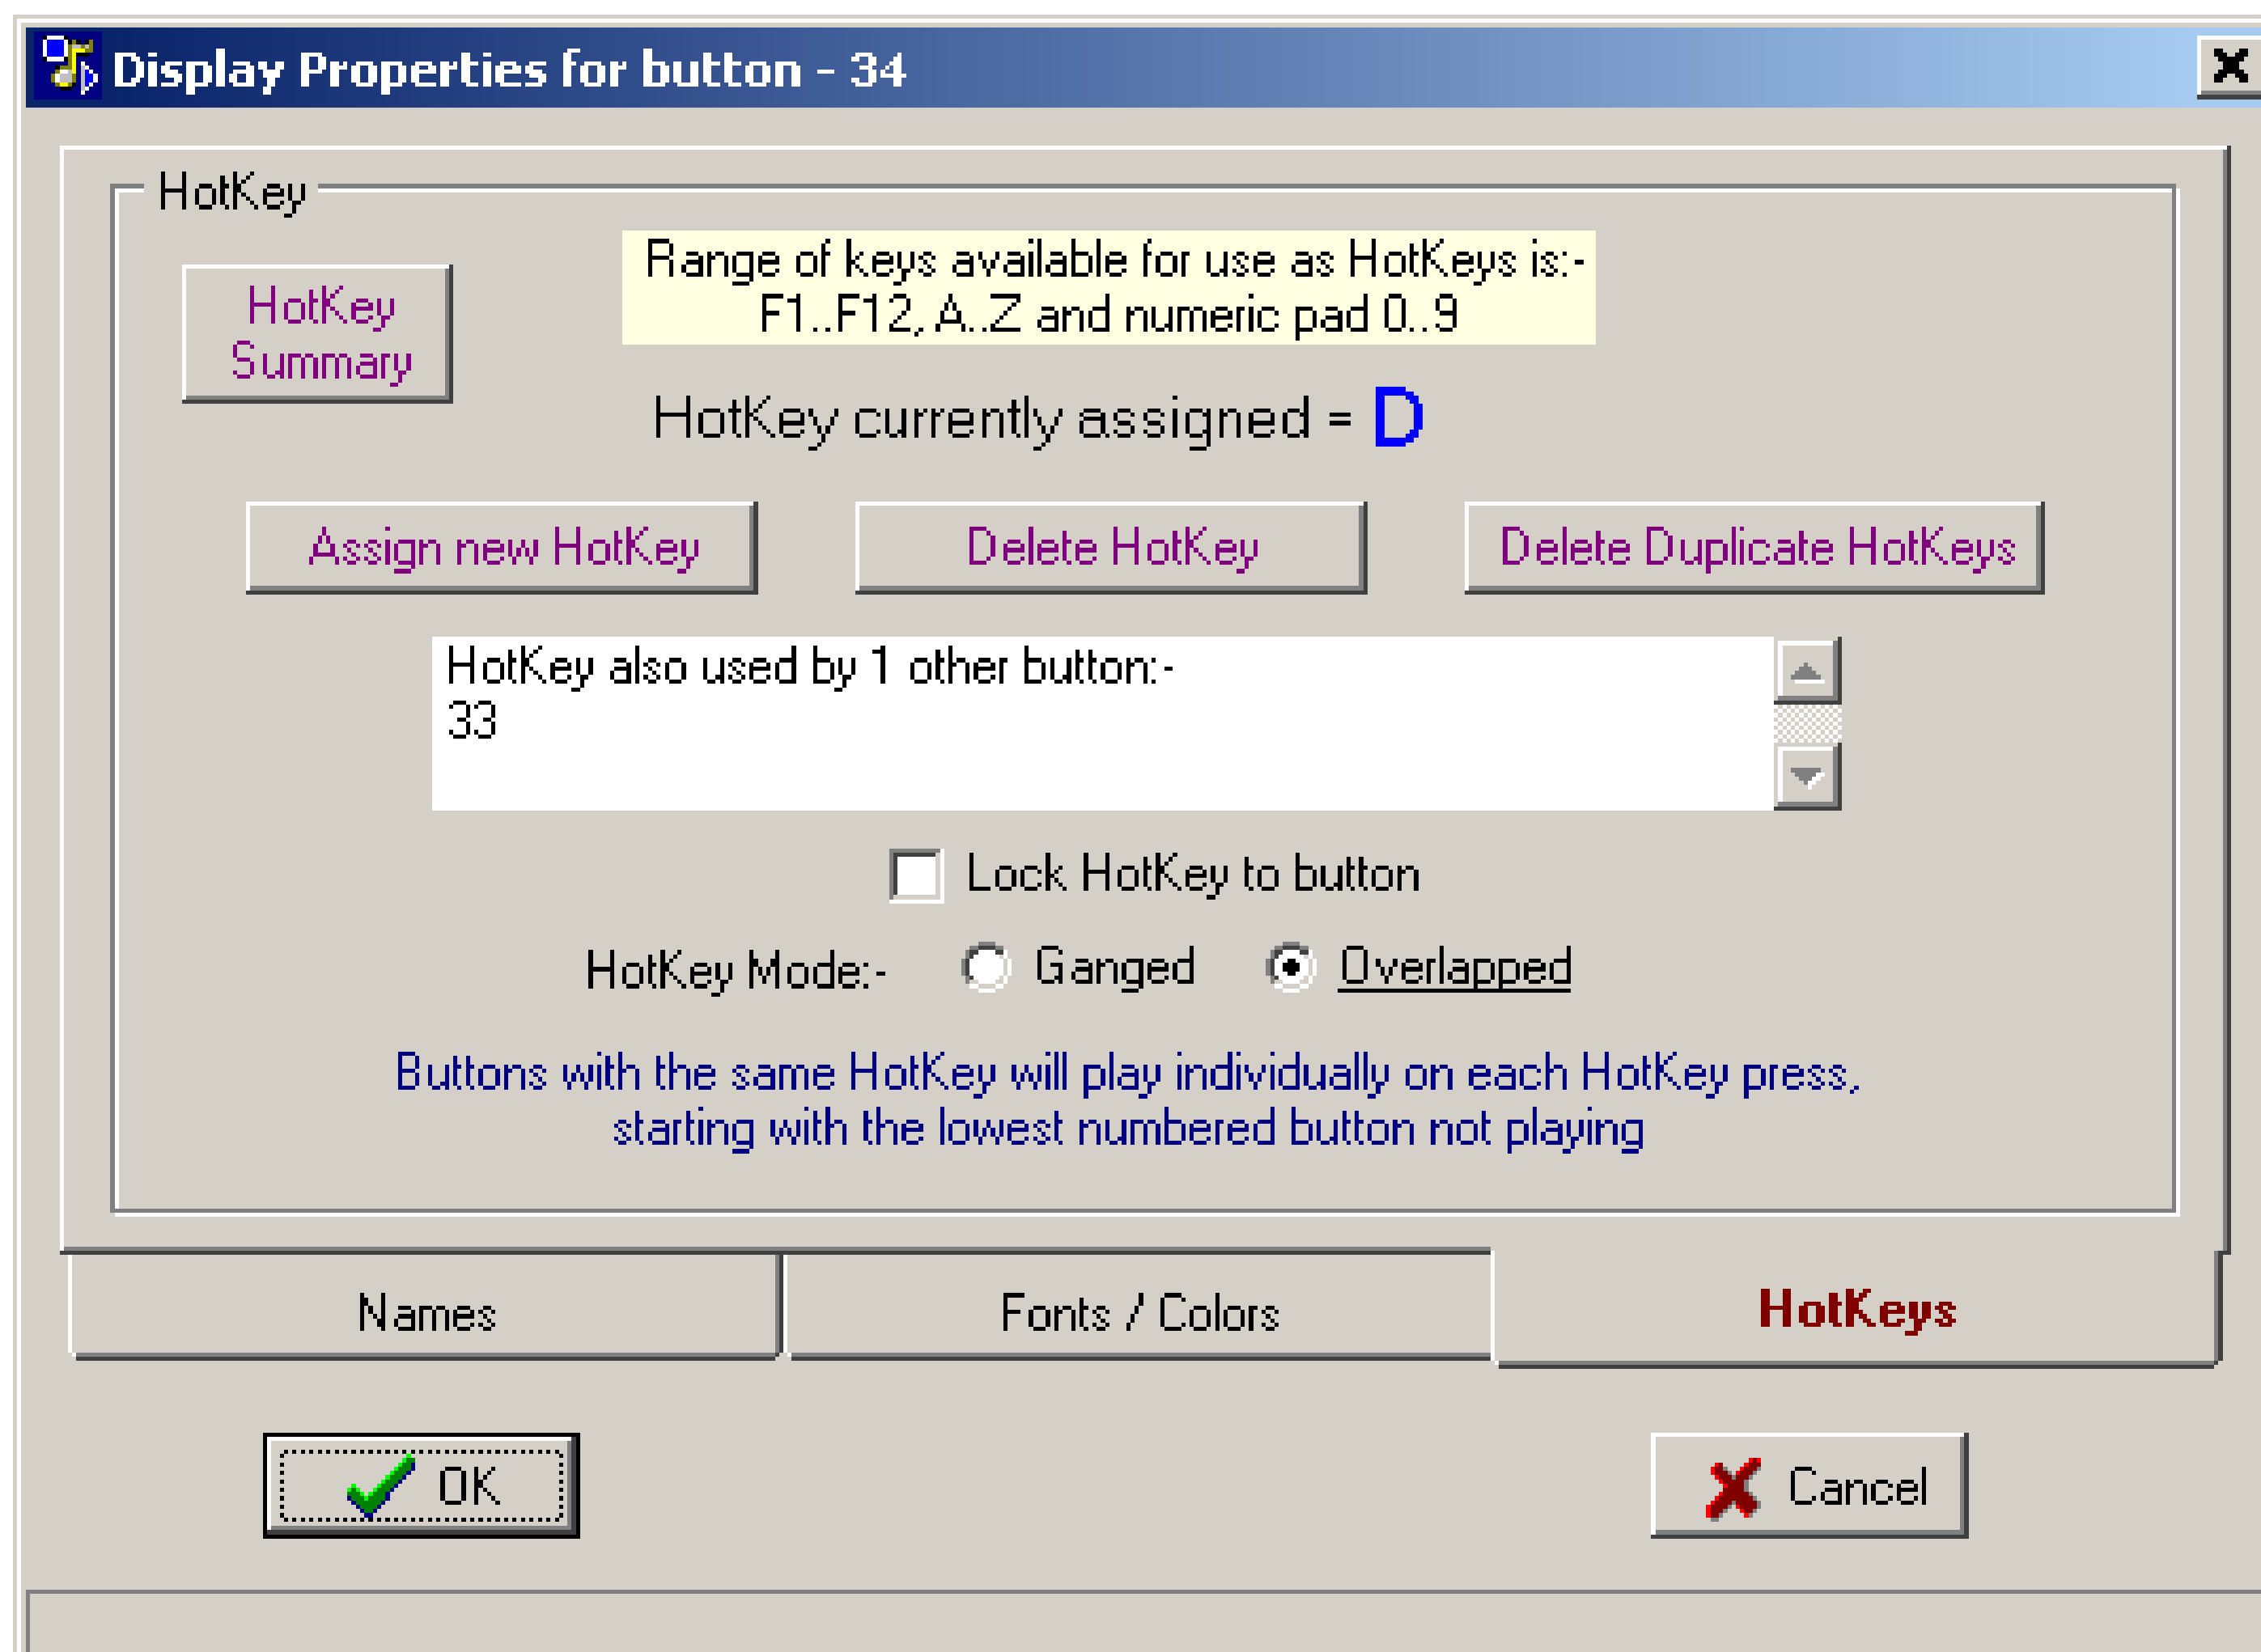 Display Properties for button - 34
HotKey
Range of keys available for use as HotKeys is:-
F1..F12, A..Z and numeric pad 0..9
HotKey
Summary
HotKey currently assigned = D
Assign new HotKey
Delete HotKey
Delete Duplicate HotKeys
HotKey also used by 1 other button:-
33
Lock HotKey to button
HotKey Mode:- Ganged Overlapped
Buttons with the same HotKey will play individually on each HotKey press,
starting with the lowest numbered button not playing
Names
Fonts / Colors
HotKeys
OK
Cancel